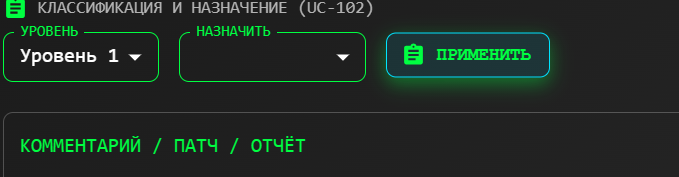 КЛАССИФИКАЦИЯ И НАЗНАЧЕНИЕ (UC-102)
УРОВЕНЬ
НАЗНАЧИТЬ
Уровень 1
ПРИМЕНИТЬ
КОММЕНТАРИЙ / ПАТЧ / ОТЧЁТ